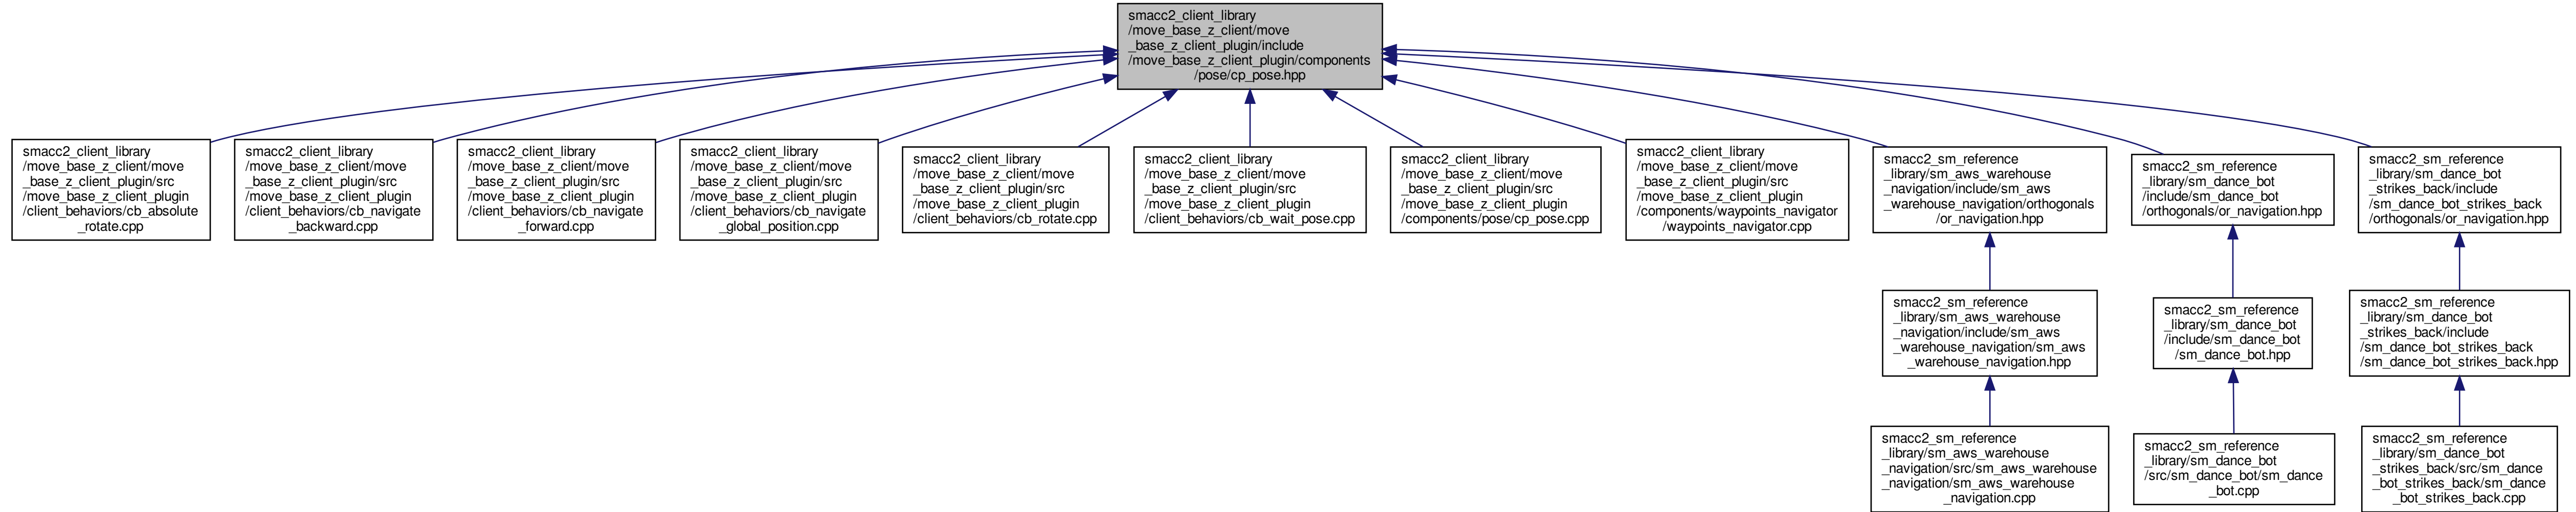 smacc2_client_library
/move_base_z_client/move
_base_z_client_plugin/include
/move_base_z_client_plugin/components
/pose/cp_pose.hpp
smacc2_client_library
/move_base_z_client/move
_base_z_client_plugin/src
/move_base_z_client_plugin
/client_behaviors/cb_absolute
_rotate.cpp
smacc2_client_library
/move_base_z_client/move
_base_z_client_plugin/src
/move_base_z_client_plugin
/client_behaviors/cb_navigate
_backward.cpp
smacc2_client_library
/move_base_z_client/move
_base_z_client_plugin/src
/move_base_z_client_plugin
/client_behaviors/cb_navigate
_forward.cpp
smacc2_client_library
/move_base_z_client/move
_base_z_client_plugin/src
/move_base_z_client_plugin
/client_behaviors/cb_navigate
_global_position.cpp
smacc2_client_library
/move_base_z_client/move
_base_z_client_plugin/src
/move_base_z_client_plugin
/client_behaviors/cb_rotate.cpp
smacc2_client_library
/move_base_z_client/move
_base_z_client_plugin/src
/move_base_z_client_plugin
/client_behaviors/cb_wait_pose.cpp
smacc2_client_library
/move_base_z_client/move
_base_z_client_plugin/src
/move_base_z_client_plugin
/components/pose/cp_pose.cpp
smacc2_client_library
/move_base_z_client/move
_base_z_client_plugin/src
/move_base_z_client_plugin
/components/waypoints_navigator
/waypoints_navigator.cpp
smacc2_sm_reference
_library/sm_aws_warehouse
_navigation/include/sm_aws
_warehouse_navigation/orthogonals
/or_navigation.hpp
smacc2_sm_reference
_library/sm_dance_bot
/include/sm_dance_bot
/orthogonals/or_navigation.hpp
smacc2_sm_reference
_library/sm_dance_bot
_strikes_back/include
/sm_dance_bot_strikes_back
/orthogonals/or_navigation.hpp
smacc2_sm_reference
_library/sm_aws_warehouse
_navigation/include/sm_aws
_warehouse_navigation/sm_aws
_warehouse_navigation.hpp
smacc2_sm_reference
_library/sm_dance_bot
/include/sm_dance_bot
/sm_dance_bot.hpp
smacc2_sm_reference
_library/sm_dance_bot
_strikes_back/include
/sm_dance_bot_strikes_back
/sm_dance_bot_strikes_back.hpp
smacc2_sm_reference
_library/sm_aws_warehouse
_navigation/src/sm_aws_warehouse
_navigation/sm_aws_warehouse
_navigation.cpp
smacc2_sm_reference
_library/sm_dance_bot
/src/sm_dance_bot/sm_dance
_bot.cpp
smacc2_sm_reference
_library/sm_dance_bot
_strikes_back/src/sm_dance
_bot_strikes_back/sm_dance
_bot_strikes_back.cpp